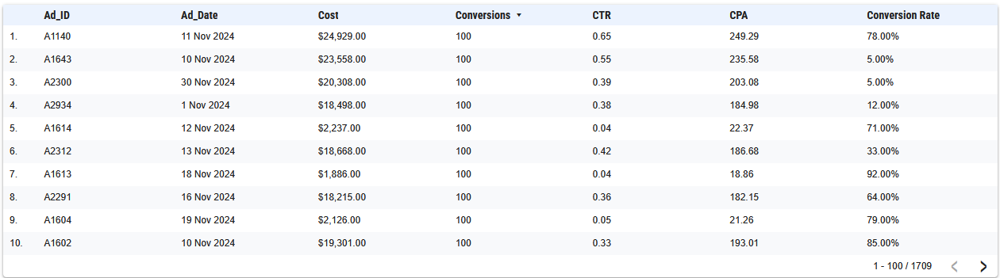 Ad_ID Ad_Date Cost Conversions CTR CPA Conversion Rate
1. A1140 11 Nov 2024 $24,929.00 100 0.65 249.29 78.00%
2. A1643 10 Nov 2024 $23,558.00 100 0.55 235.58 5.00%
3. A2300 30 Nov 2024 $20,308.00 100 0.39 203.08 5.00%
4. A2934 1 Nov 2024 $18,498.00 100 0.38 184.98 12.00%
5. A1614 12 Nov 2024 $2,237.00 100 0.04 22.37 71.00%
6. A2312 13 Nov 2024 $18,668.00 100 0.42 186.68 33.00%
7. A1613 18 Nov 2024 $1,886.00 100 0.04 18.86 92.00%
8. A2291 16 Nov 2024 $18,215.00 100 0.36 182.15 64.00%
9. A1604 19 Nov 2024 $2,126.00 100 0.05 21.26 79.00%
10. A1602 10 Nov 2024 $19,301.00 100 0.33 193.01 85.00%
1 - 100 / 1709